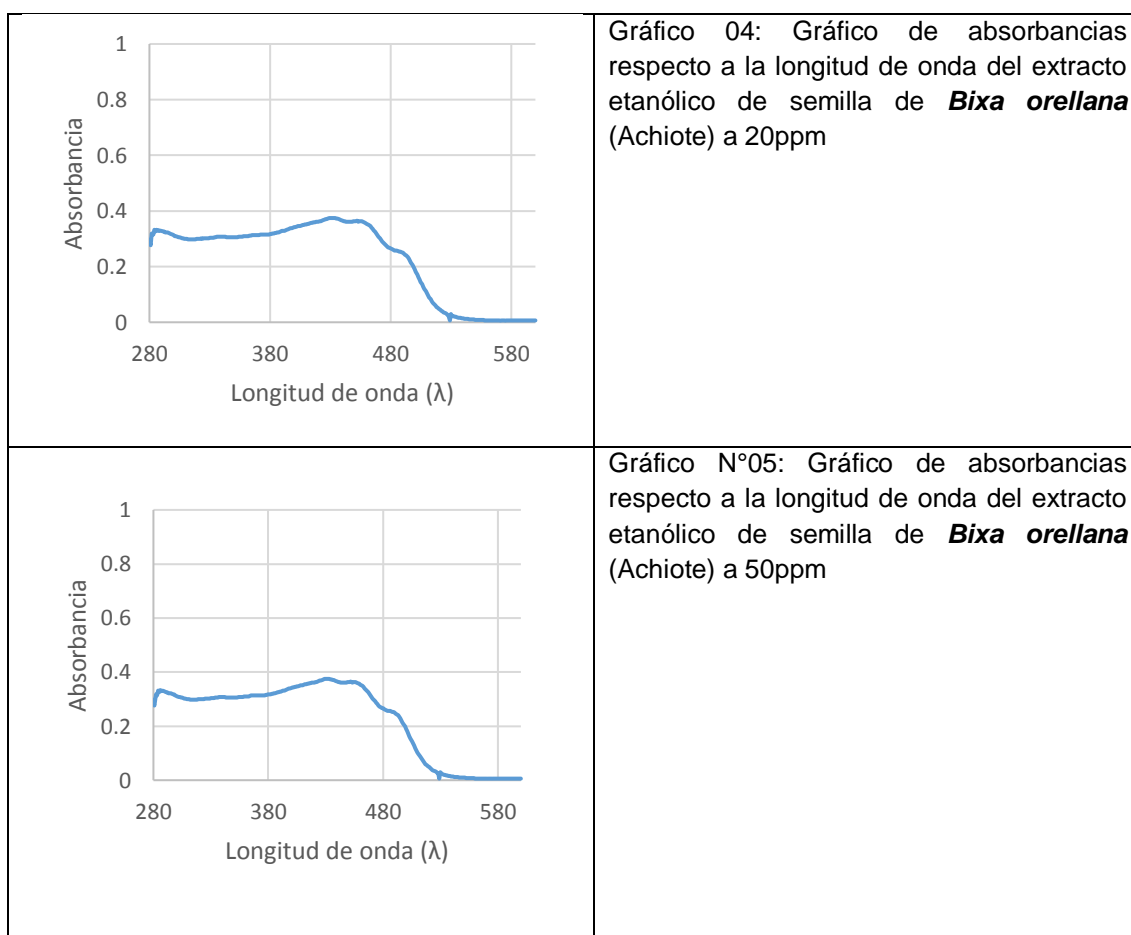 1
0.8
0.6
0.4
0.2
0
Absorbancia
280 380 480 580
Longitud de onda (λ)
Gráfico 04: Gráfico de absorbancias
respecto a la longitud de onda del extracto
etanólico de semilla de Bixa orellana
(Achiote) a 20ppm
1
0.8
0.6
0.4
0.2
0
Absorbancia
280 380 480 580
Longitud de onda (λ)
Gráfico N°05: Gráfico de absorbancias
respecto a la longitud de onda del extracto
etanólico de semilla de Bixa orellana
(Achiote) a 50ppm